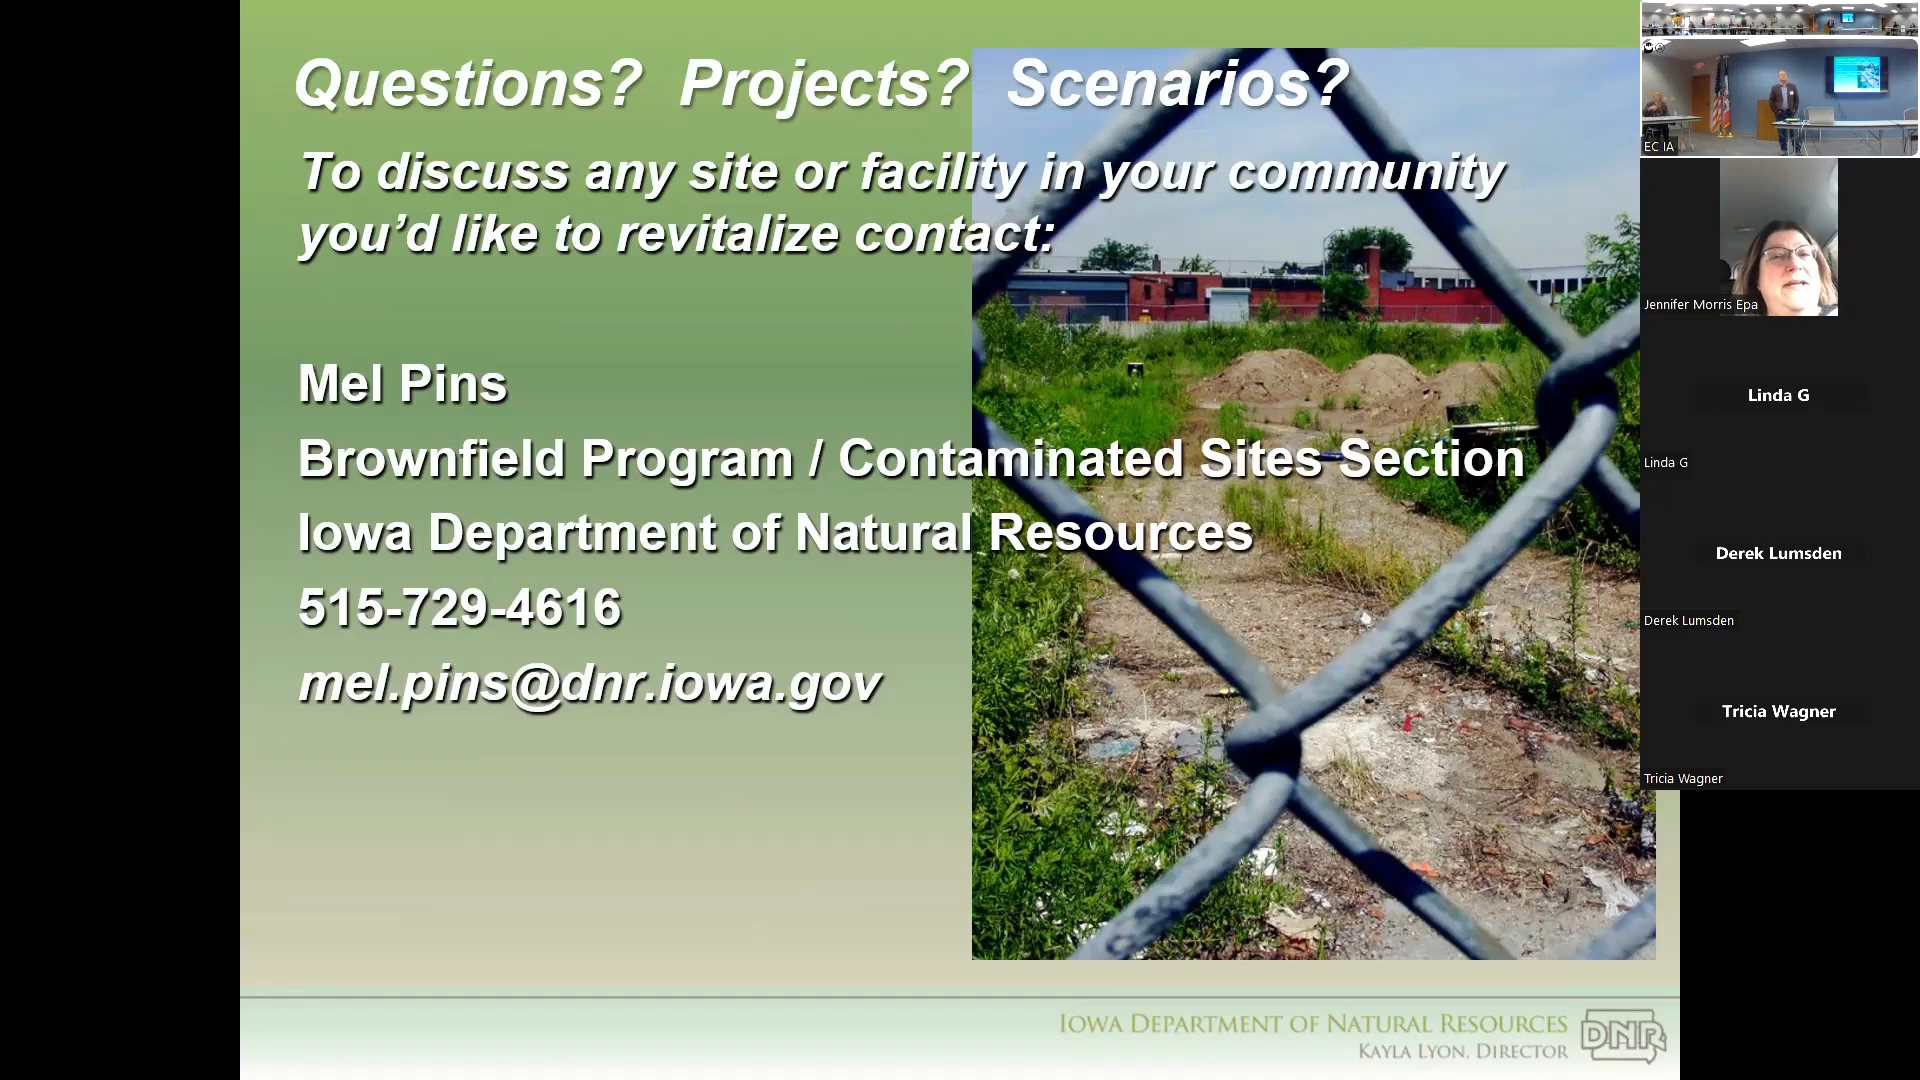 Questions? Projects? Scenarios?
To discuss any site or facility in your community
you’d like to revitalize contact:
Mel Pins
Brownfield Program / Contaminated Sites Section
Iowa Department of Natural Resources
515-729-4616
mel.pins@dnr.iowa.gov
IOWA DEPARTMENT OF NATURAL RESOURCES
KAYLA LYON, DIRECTOR
DNR
EC IA
Jennifer Morris Epa
Linda G
Linda G
Derek Lumsden
Derek Lumsden
Tricia Wagner
Tricia Wagner